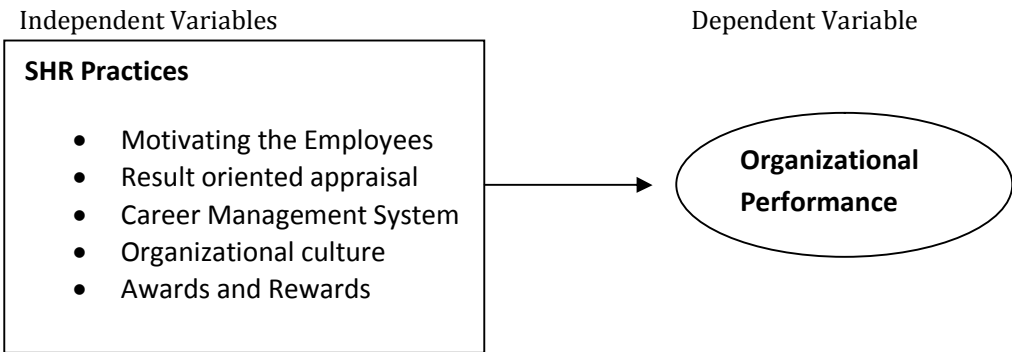 Independent Variables
Dependent Variable
SHR Practices
• Motivating the Employees
• Result oriented appraisal
• Career Management System
• Organizational culture
• Awards and Rewards
Organizational
Performance